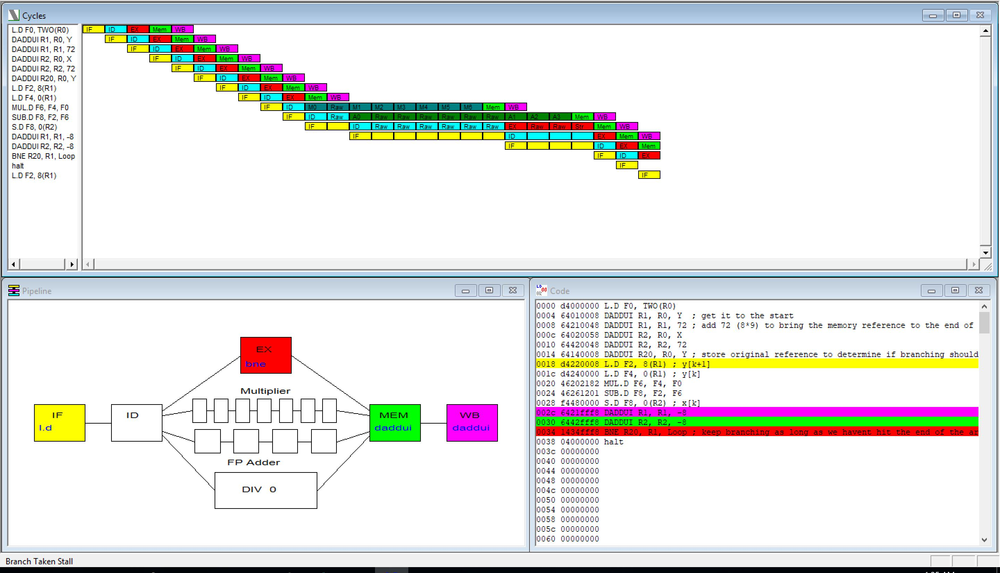 Cycles
L.D F0, TWO(R0) IF ID EX Mem WB
DADDUI R1, R0, Y IF ID EX Mem WB
DADDUI R1, R1, 72 IF ID EX Mem WB
DADDUI R2, R0, X IF ID EX Mem WB
DADDUI R2, R2, 72 IF ID EX Mem WB
DADDUI R20, R0, Y IF ID EX Mem WB
L.D F2, 8(R1) IF ID EX Mem WB
L.D F4, 0(R1) IF ID EX Mem WB
MUL.D F6, F4, F0 IF ID M0 Raw M1 M2 M3 M4 M5 M6 Mem WB
SUB.D F8, F2, F6 IF ID Raw A0 Raw Raw Raw Raw Raw Raw A1 A2 A3 Mem WB
S.D F8, 0(R2) IF ID Raw Raw Raw Raw Raw Raw EX Raw Raw Str Mem WB
DADDUI R1, R1, -8 IF ID EX Mem WB
DADDUI R2, R2, -8 IF ID EX Mem
BNE R20, R1, Loop IF ID EX
halt IF
L.D F2, 8(R1) IF
Pipeline
EX
bne
Multiplier
IF
l.d
ID
MEM
daddui
WB
daddui
FP Adder
DIV 0
Code
0000 d4000000 L.D F0, TWO(R0)
0004 64010008 DADDUI R1, R0, Y ; get it to the start
0008 64210048 DADDUI R1, R1, 72 ; add 72 (8*9) to bring the memory reference to the end of
000c 64020058 DADDUI R2, R0, X
0010 64420048 DADDUI R2, R2, 72
0014 64140008 DADDUI R20, R0, Y ; store original reference to determine if branching should
0018 d4220008 L.D F2, 8(R1) ; y[k+1]
001c d4240000 L.D F4, 0(R1) ; y[k]
0020 46202182 MUL.D F6, F4, F0
0024 46261201 SUB.D F8, F2, F6
0028 f4480000 S.D F8, 0(R2) ; x[k]
002c 6421fff8 DADDUI R1, R1, -8
0030 6442fff8 DADDUI R2, R2, -8
0034 1434fff8 BNE R20, R1, Loop ; keep branching as long as we havent hit the end of the ar
0038 04000000 halt
003c 00000000
0040 00000000
0044 00000000
0048 00000000
004c 00000000
0050 00000000
0054 00000000
0058 00000000
005c 00000000
0060 00000000
Branch Taken Stall